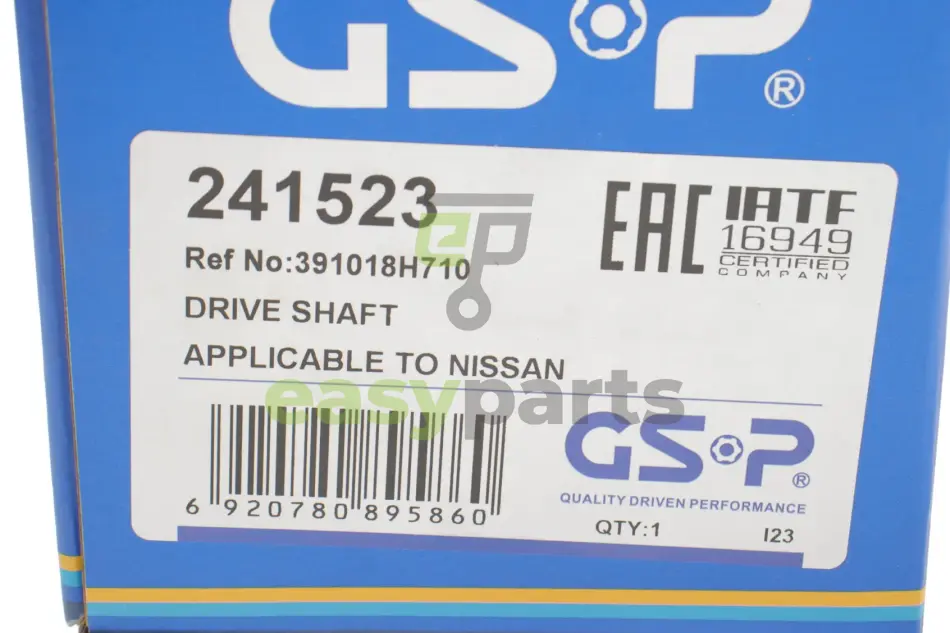 GSP®
241523
Ref No:391018H710
DRIVE SHAFT
APPLICABLE TO NISSAN
EAC
IATF
16949
CERTIFIED
COMPANY
ep
easyparts
6 920780 895860
GSP®
QUALITY DRIVEN PERFORMANCE
QTY:1 I23